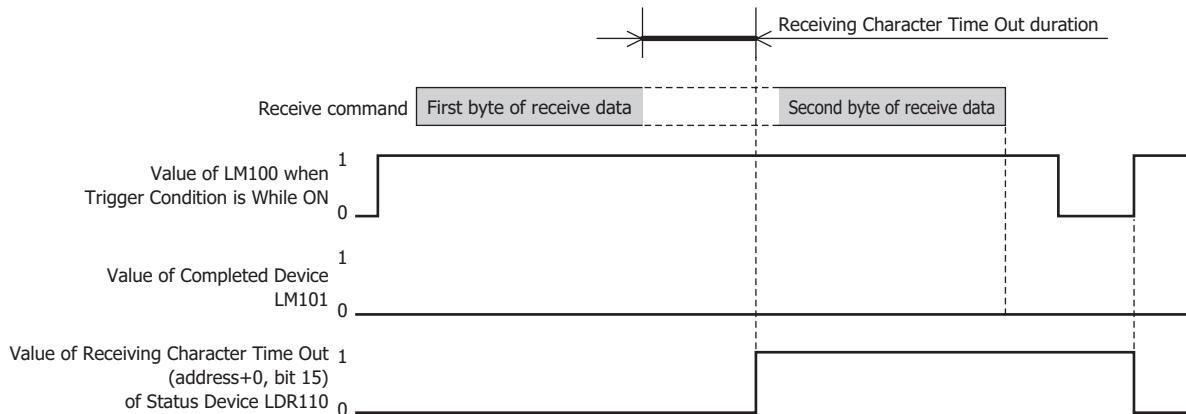 Receiving Character Time Out duration
Receive command
First byte of receive data
Second byte of receive data
Value of LM100 when
Trigger Condition is While ON
1
0
Value of Completed Device
LM101
1
0
Value of Receiving Character Time Out
(address+0, bit 15)
of Status Device LDR110
1
0